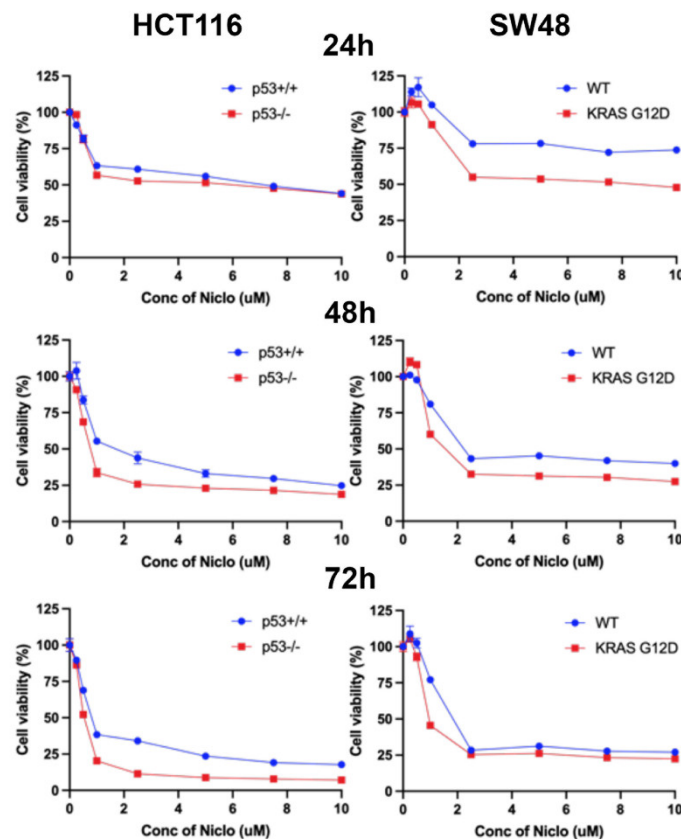 HCT116
SW48
24h
Cell viability (%)
125
100
75
50
25
0
0 2 4 6 8 10
Conc of Niclo (uM)
p53+/+
p53-/-
Cell viability (%)
125
100
75
50
25
0
0 2 4 6 8 10
Conc of Niclo (uM)
WT
KRAS G12D
48h
Cell viability (%)
125
100
75
50
25
0
0 2 4 6 8 10
Conc of Niclo (uM)
p53+/+
p53-/-
Cell viability (%)
125
100
75
50
25
0
0 2 4 6 8 10
Conc of Niclo (uM)
WT
KRAS G12D
72h
Cell viability (%)
125
100
75
50
25
0
0 2 4 6 8 10
Conc of Niclo (uM)
p53+/+
p53-/-
Cell viability (%)
125
100
75
50
25
0
0 2 4 6 8 10
Conc of Niclo (uM)
WT
KRAS G12D